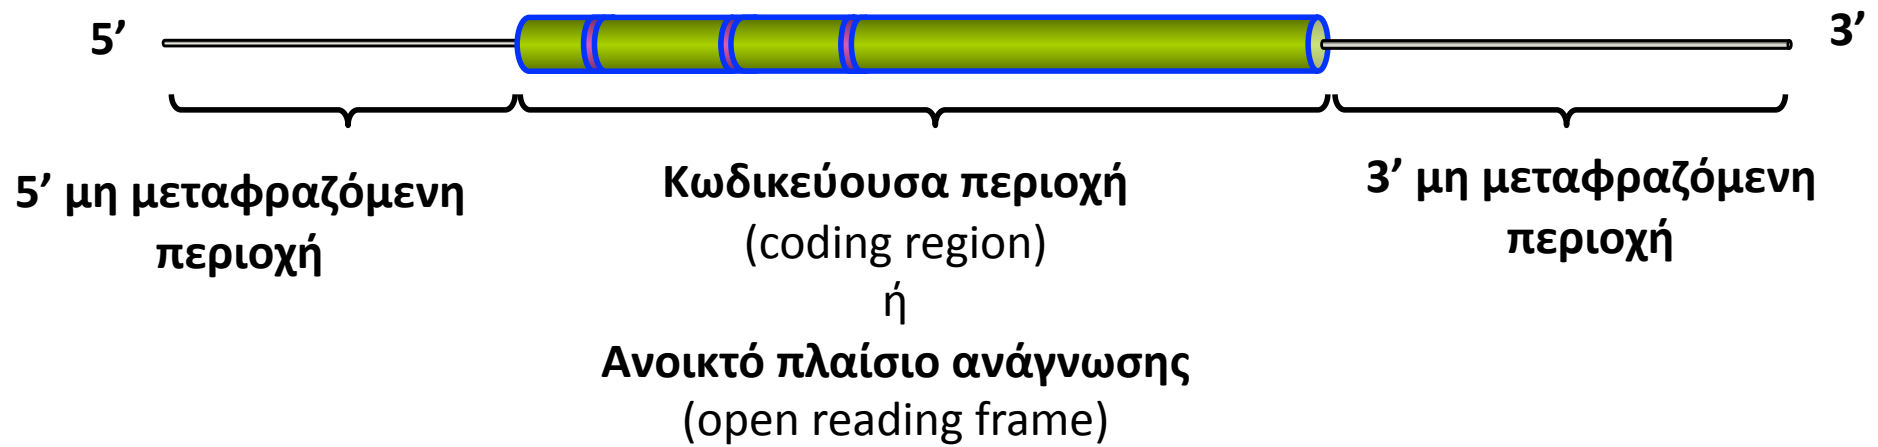 5’
3’
5’ μη μεταφραζόμενη
περιοχή
Κωδικεύουσα περιοχή
(coding region)
ή
Ανοικτό πλαίσιο ανάγνωσης
(open reading frame)
3’ μη μεταφραζόμενη
περιοχή